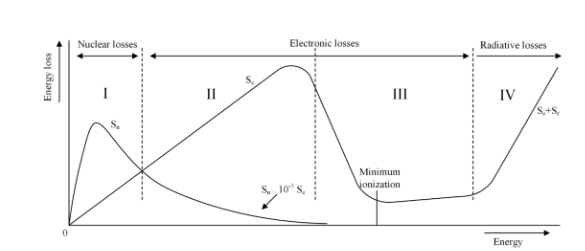 Nuclear losses
Electronic losses
Radiative losses
Energy loss
I
II
III
IV
Sₙ
Sₑ
Sₑ+Sᵣ
Sₙ 10⁻³ Sₑ
Minimum
ionization
0
Energy